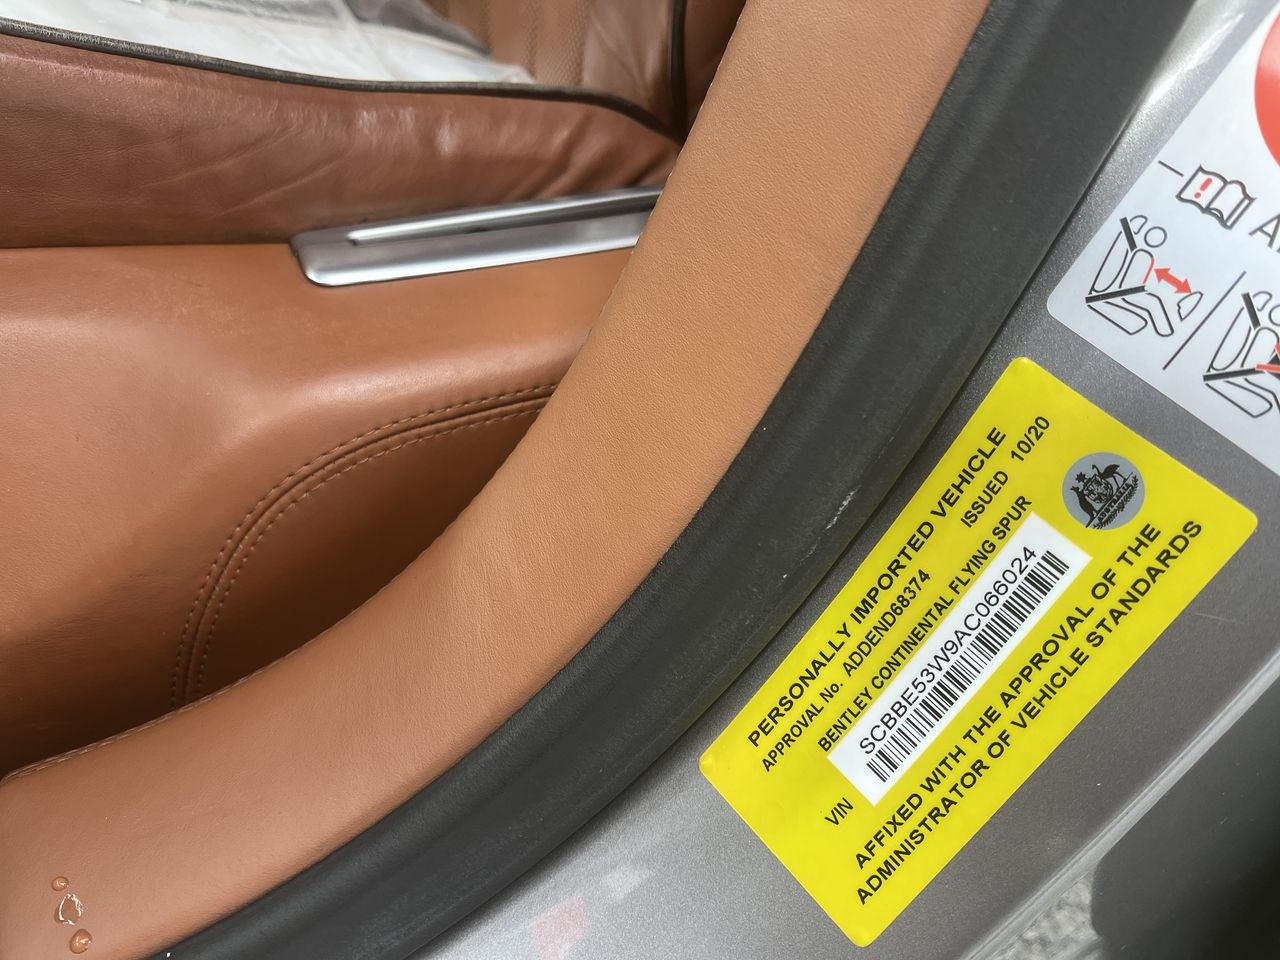 PERSONALLY IMPORTED VEHICLE
APPROVAL No. ADDEND68374 ISSUED 10/20
BENTLEY CONTINENTAL FLYING SPUR
VIN SCBBE53W9AC066024
AUSTRALIA
AFFIXED WITH THE APPROVAL OF THE
ADMINISTRATOR OF VEHICLE STANDARDS